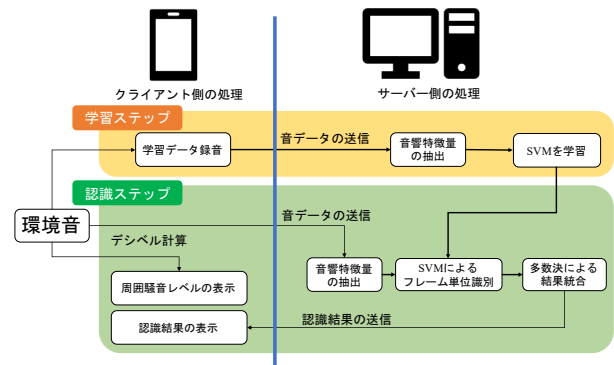 クライアント側の処理
サーバー側の処理
学習ステップ
音データの送信
学習データ録音
音響特徴量
の抽出
SVMを学習
認識ステップ
環境音
音データの送信
デシベル計算
周囲騒音レベルの表示
音響特徴量
の抽出
SVMによる
フレーム単位識別
多数決による
結果統合
認識結果の表示
認識結果の送信